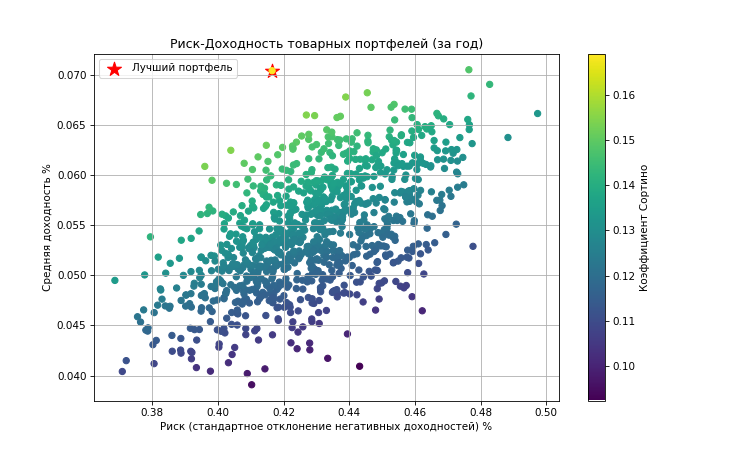 Риск-Доходность товарных портфелей (за год)
Лучший портфель
0.070
0.065
0.060
0.055
0.050
0.045
0.040
Средняя доходность %
0.38 0.40 0.42 0.44 0.46 0.48 0.50
Риск (стандартное отклонение негативных доходностей) %
0.16
0.15
0.14
0.13
0.12
0.11
0.10
Коэффициент Сортино